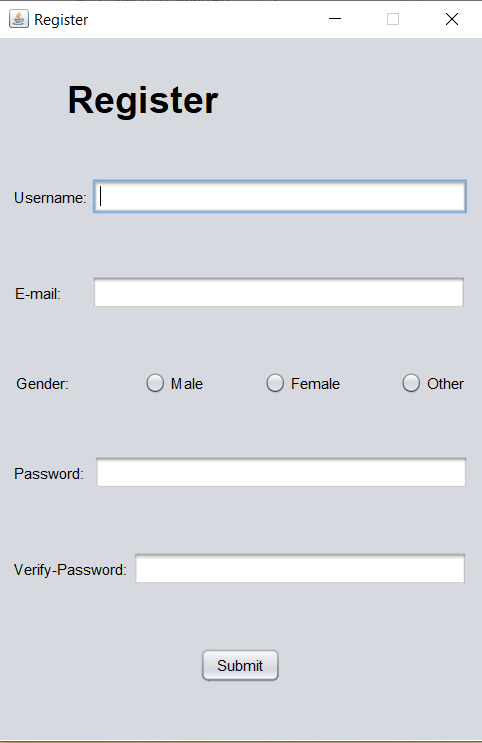 Register
Register
Username:
E-mail:
Gender: Male Female Other
Password:
Verify-Password:
Submit